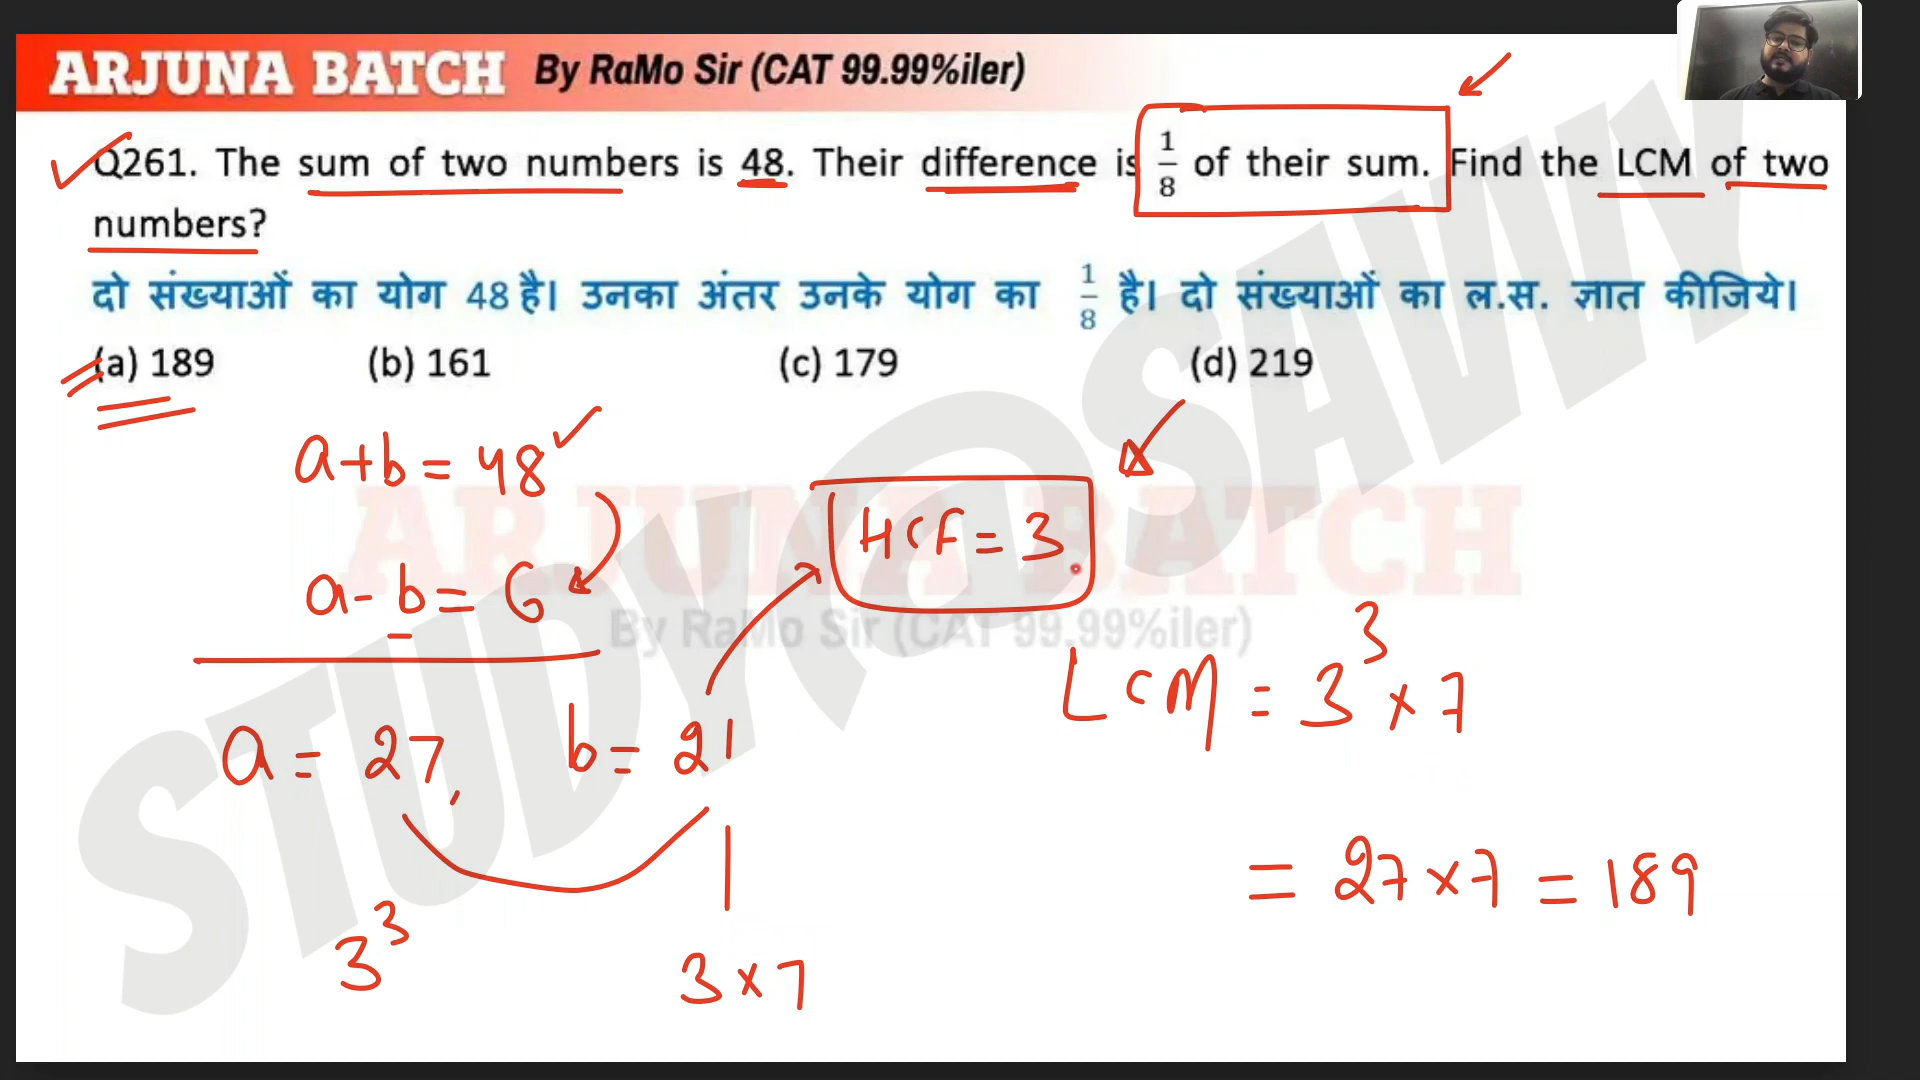 ARJUNA BATCH By RaMo Sir (CAT 99.99%iler)
Q261. The sum of two numbers is 48. Their difference is 1/8 of their sum. Find the LCM of two
numbers?
दो संख्याओं का योग 48 है। उनका अंतर उनके योग का 1/8 है। दो संख्याओं का ल.स. ज्ञात कीजिये।
(a) 189 (b) 161 (c) 179 (d) 219
a+b = 48
ARJUNA BATCH
HCF = 3
a-b = 6
By RaMo Sir (CAT 99.99%iler)
LCM = 3³ × 7
a = 27, b = 21
= 27 × 7 = 189
3³ 3 × 7
STUDY@SAVVY